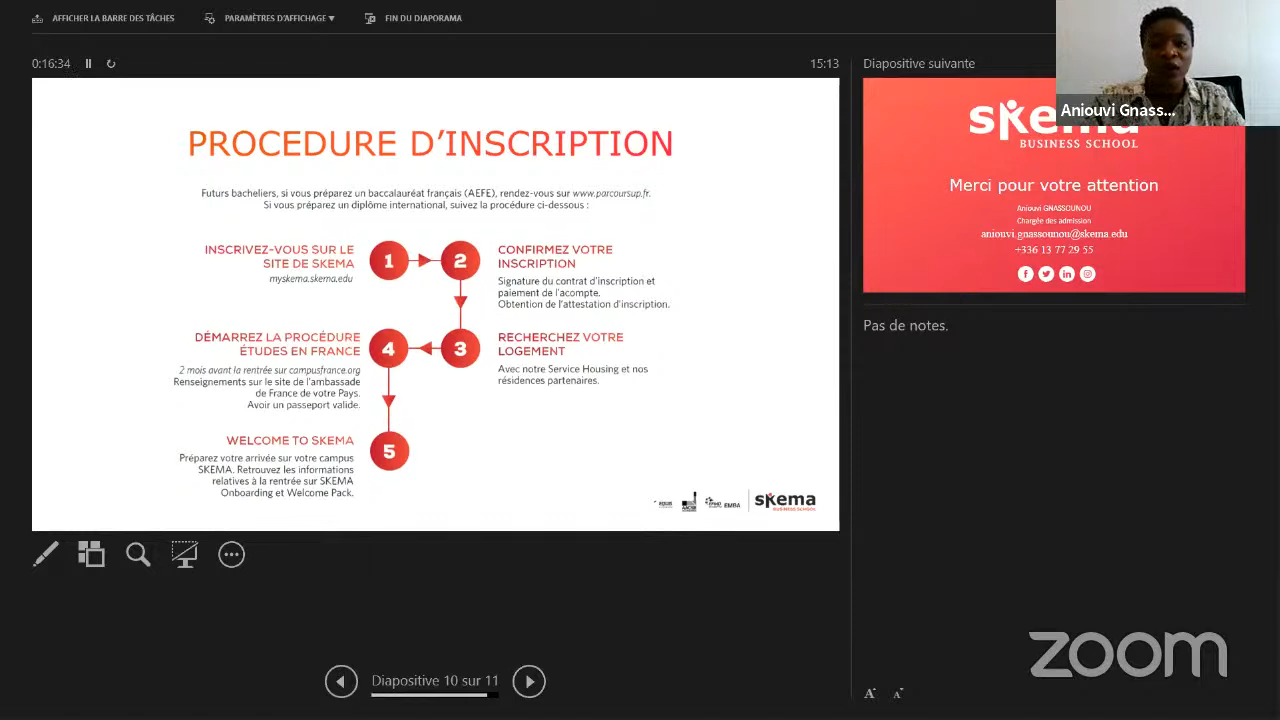 AFFICHER LA BARRE DES TÂCHES
PARAMÈTRES D'AFFICHAGE ▼
FIN DU DIAPORAMA
0:16:34
15:13
PROCEDURE D'INSCRIPTION
Futurs bacheliers, si vous préparez un baccalauréat français (AEFE), rendez-vous sur www.parcoursup.fr.
Si vous préparez un diplôme international, suivez la procédure ci-dessous :
INSCRIVEZ-VOUS SUR LE
SITE DE SKEMA
myskema.skema.edu
1
2
CONFIRMEZ VOTRE
INSCRIPTION
Signature du contrat d'inscription et
paiement de l'acompte.
Obtention de l'attestation d'inscription.
3
RECHERCHEZ VOTRE
LOGEMENT
Avec notre Service Housing et nos
résidences partenaires.
DÉMARREZ LA PROCÉDURE
ÉTUDES EN FRANCE
4
2 mois avant la rentrée sur campusfrance.org
Renseignements sur le site de l'ambassade
de France de votre Pays.
Avoir un passeport valide.
WELCOME TO SKEMA
5
Préparez votre arrivée sur votre campus
SKEMA. Retrouvez les informations
relatives à la rentrée sur SKEMA
Onboarding et Welcome Pack.
EQUIS
EMBA
skema
BUSINESS SCHOOL
Diapositive suivante
Aniouvi Gnass...
skema
BUSINESS SCHOOL
Merci pour votre attention
Aniouvi GNASSOUNOU
Chargée des admission
aniouvi.gnassounou@skema.edu
+336 13 77 29 55
Pas de notes.
Diapositive 10 sur 11
A
A
zoom